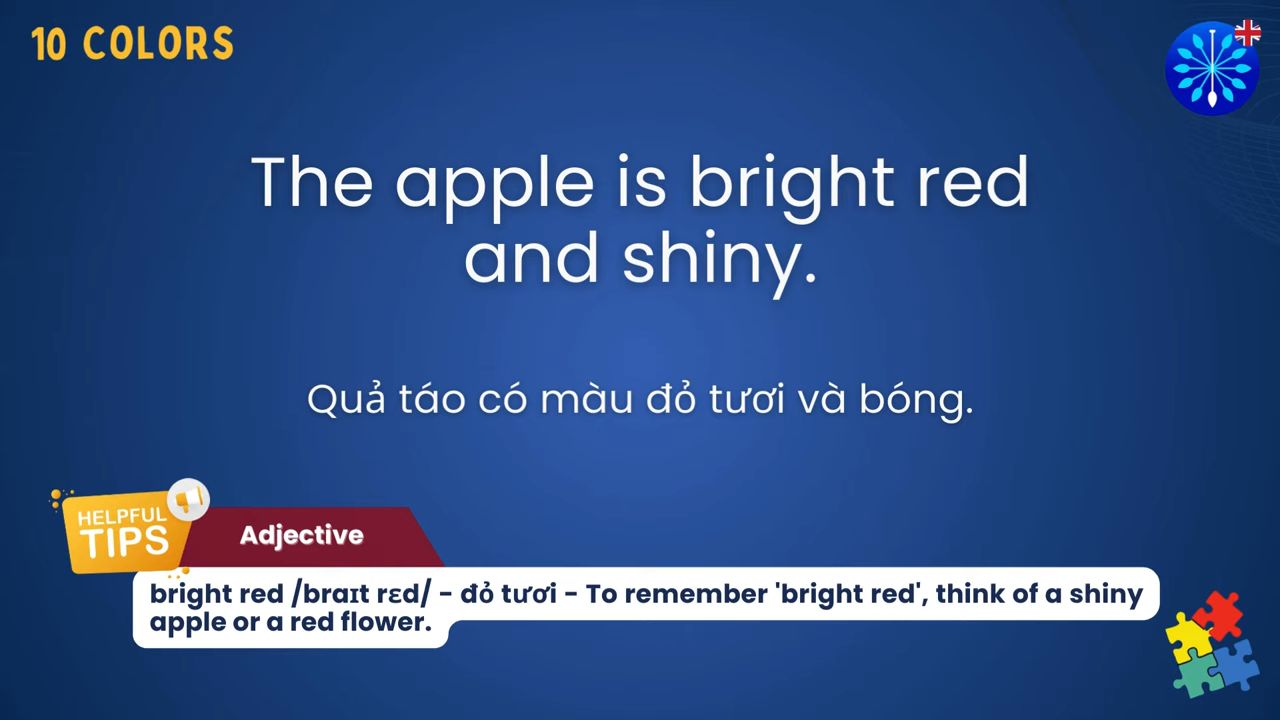 10 COLORS
The apple is bright red
and shiny.
Quả táo có màu đỏ tươi và bóng.
HELPFUL
TIPS
Adjective
bright red /braɪt rɛd/ - đỏ tươi - To remember 'bright red', think of a shiny
apple or a red flower.